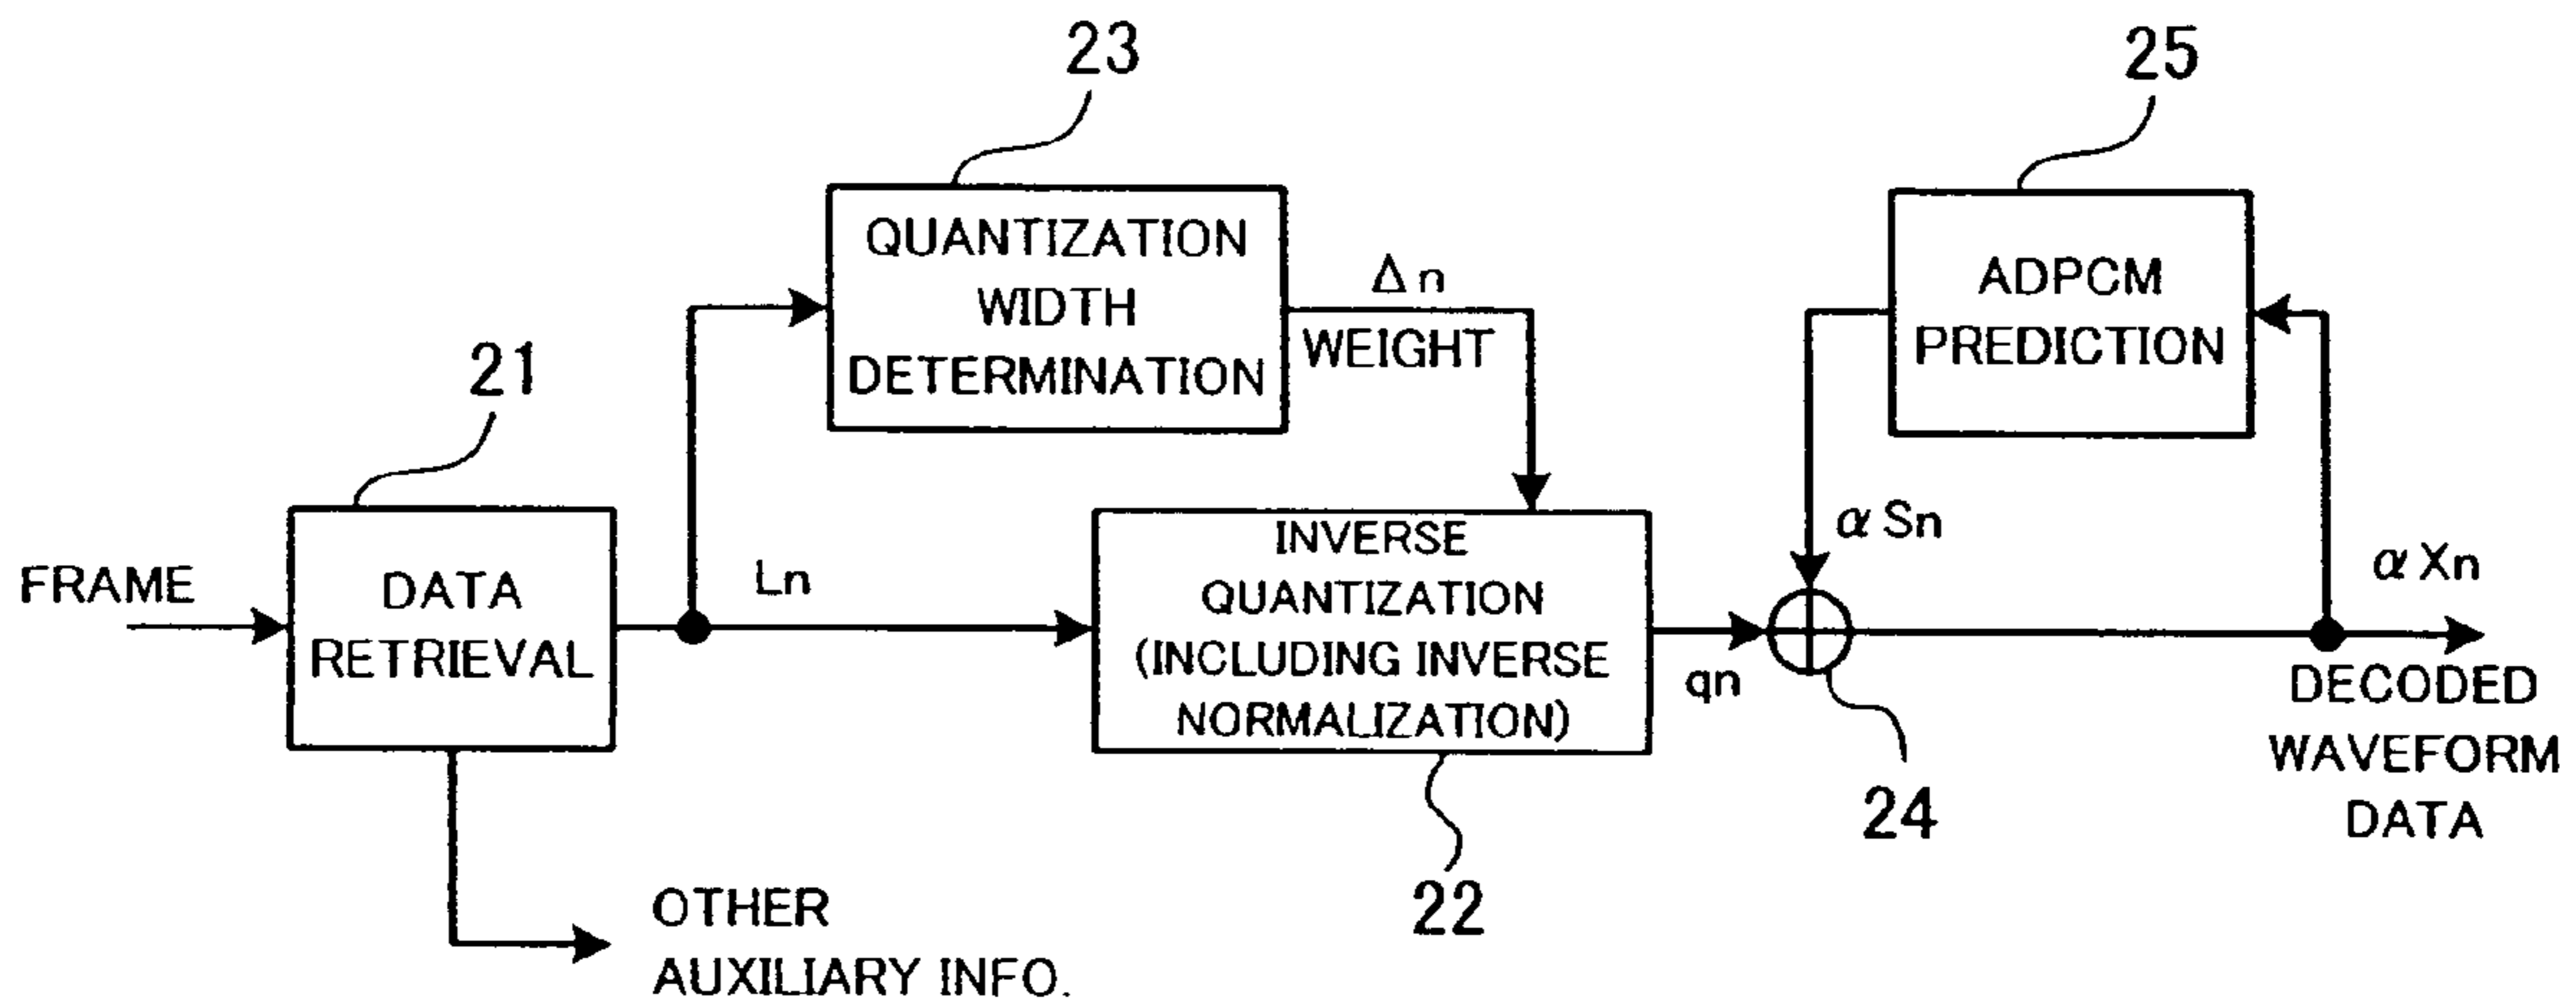 23
25
QUANTIZATION
WIDTH
DETERMINATION
Δn
WEIGHT
ADPCM
PREDICTION
21
FRAME
DATA
RETRIEVAL
Ln
INVERSE
QUANTIZATION
(INCLUDING INVERSE
NORMALIZATION)
αSn
qn
αXn
DECODED
WAVEFORM
DATA
24
22
OTHER
AUXILIARY INFO.